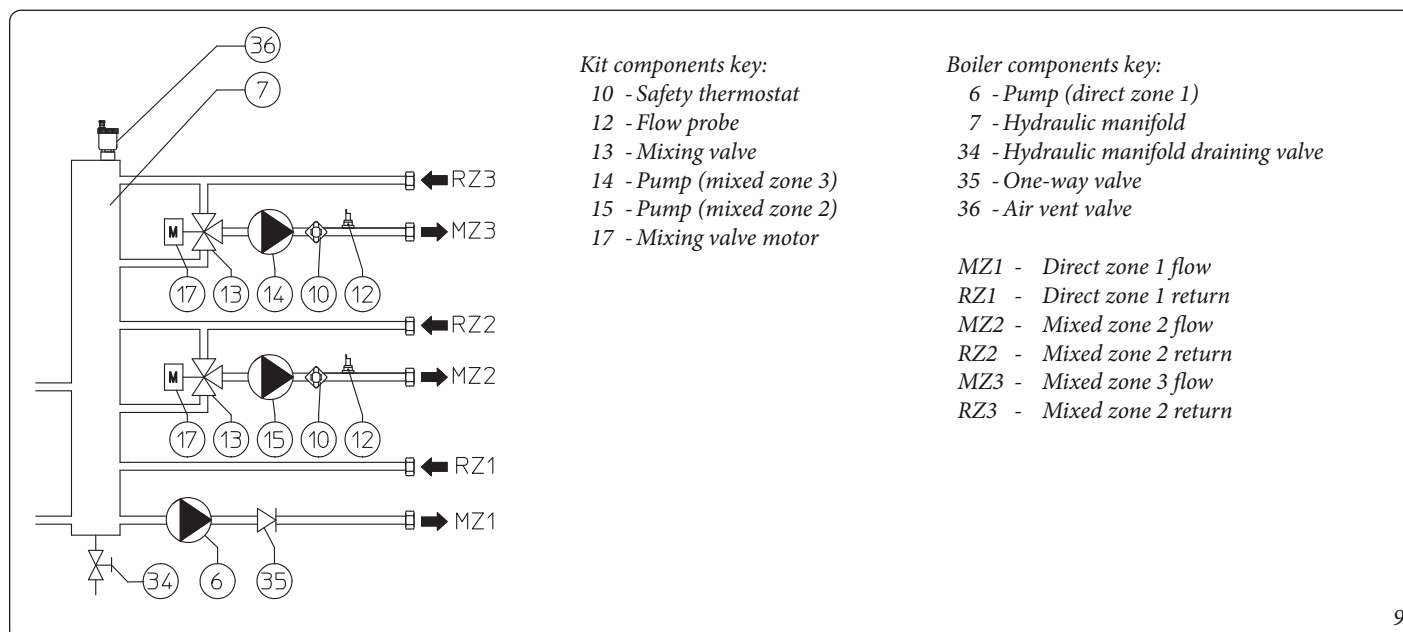 36
7
RZ3
M
MZ3
17 13 14 10 12
RZ2
M
MZ2
17 13 15 10 12
RZ1
MZ1
34 6 35
Kit components key:
10 - Safety thermostat
12 - Flow probe
13 - Mixing valve
14 - Pump (mixed zone 3)
15 - Pump (mixed zone 2)
17 - Mixing valve motor
Boiler components key:
6 - Pump (direct zone 1)
7 - Hydraulic manifold
34 - Hydraulic manifold draining valve
35 - One-way valve
36 - Air vent valve
MZ1 - Direct zone 1 flow
RZ1 - Direct zone 1 return
MZ2 - Mixed zone 2 flow
RZ2 - Mixed zone 2 return
MZ3 - Mixed zone 3 flow
RZ3 - Mixed zone 2 return
9